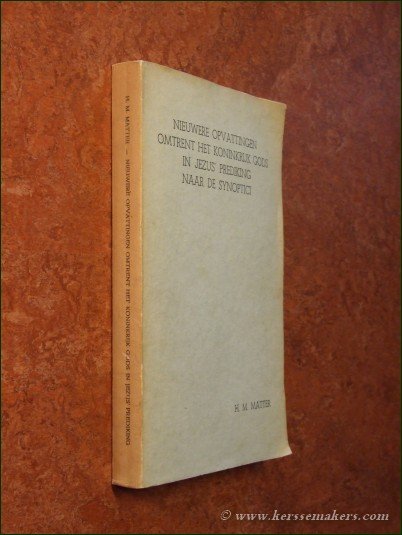 H. M. MATTER — NIEUWERE OPVATTINGEN OMTRENT HET KONINKRIJK GODS IN JEZUS' PREDIKING
NIEUWERE OPVATTINGEN
OMTRENT HET KONINKRIJK GODS
IN JEZUS' PREDIKING
NAAR DE SYNOPTICI
H. M. MATTER
© www.kerssemakers.com